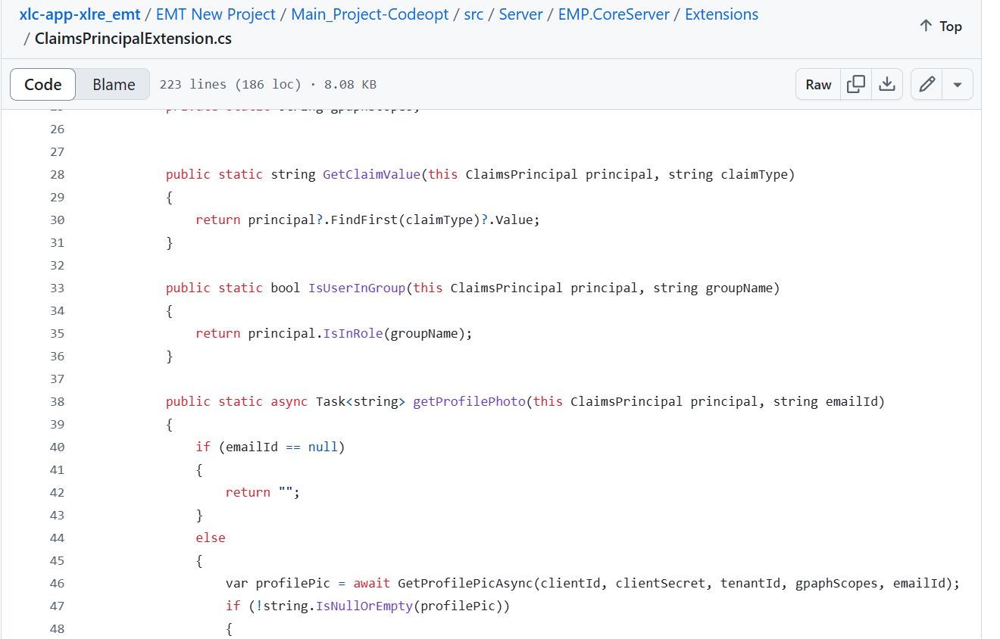 xlc-app-xlre_emt / EMT New Project / Main_Project-Codeopt / src / Server / EMP.CoreServer / Extensions
/ ClaimsPrincipalExtension.cs
↑ Top
Code Blame 223 lines (186 loc) · 8.08 KB Raw
26
27
28 public static string GetClaimValue(this ClaimsPrincipal principal, string claimType)
29 {
30 return principal?.FindFirst(claimType)?.Value;
31 }
32
33 public static bool IsUserInGroup(this ClaimsPrincipal principal, string groupName)
34 {
35 return principal.IsInRole(groupName);
36 }
37
38 public static async Task<string> getProfilePhoto(this ClaimsPrincipal principal, string emailId)
39 {
40 if (emailId == null)
41 {
42 return "";
43 }
44 else
45 {
46 var profilePic = await GetProfilePicAsync(clientId, clientSecret, tenantId, gpaphScopes, emailId);
47 if (!string.IsNullOrEmpty(profilePic))
48 {